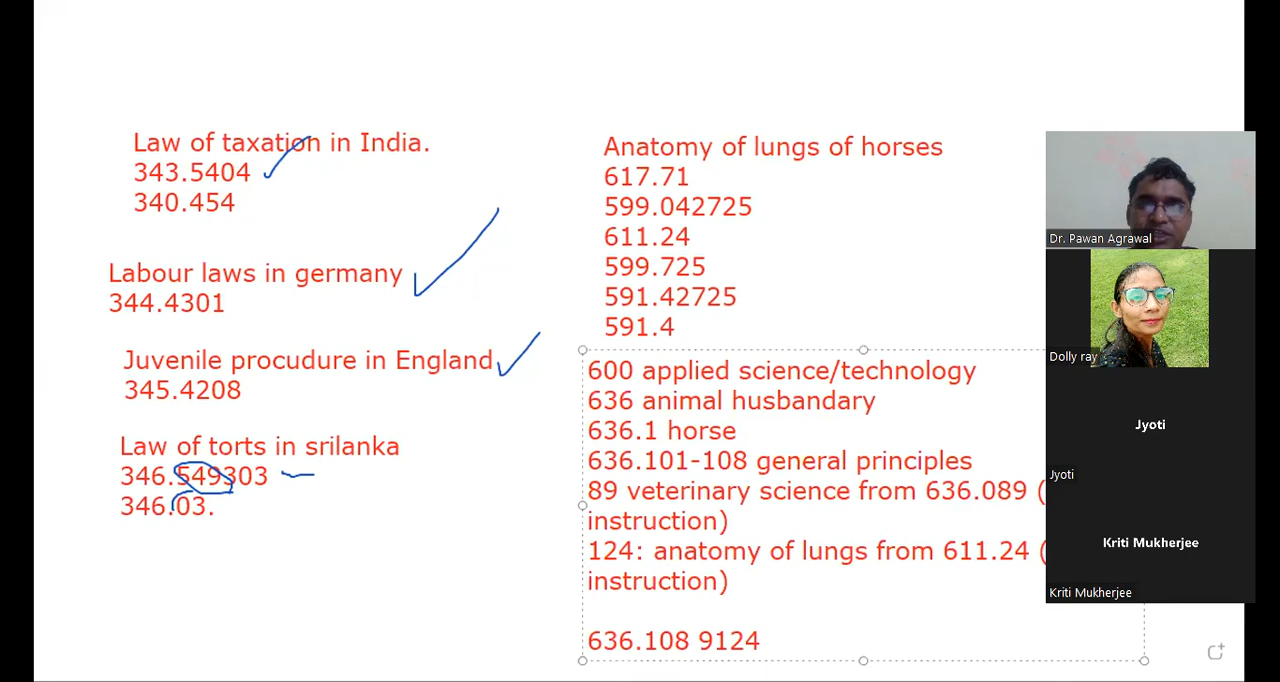 Law of taxation in India.
343.5404
340.454
Labour laws in germany
344.4301
Juvenile procudure in England
345.4208
Law of torts in srilanka
346.549303
346.03.
Anatomy of lungs of horses
617.71
599.042725
611.24
599.725
591.42725
591.4
600 applied science/technology
636 animal husbandary
636.1 horse
636.101-108 general principles
89 veterinary science from 636.089 (
instruction)
124: anatomy of lungs from 611.24 (
instruction)
636.108 9124
Dr. Pawan Agrawal
Dolly ray
Jyoti
Jyoti
Kriti Mukherjee
Kriti Mukherjee